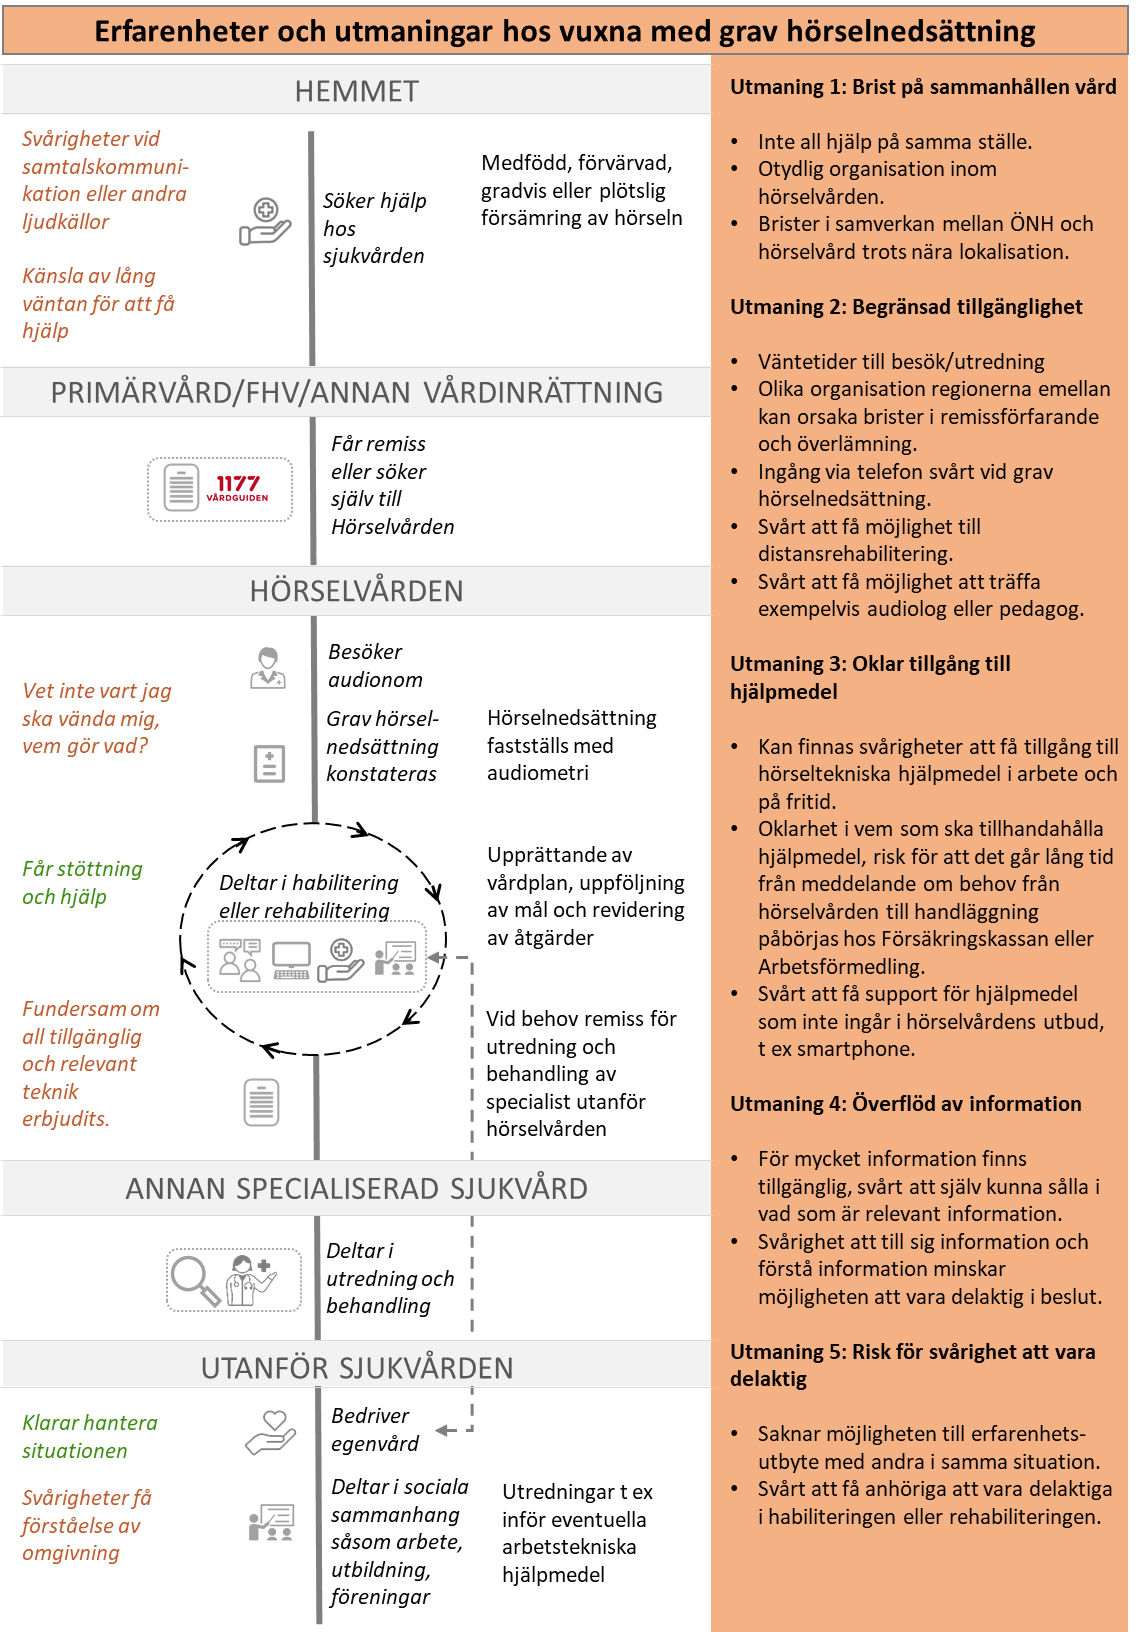 Erfarenheter och utmaningar hos vuxna med grav hörselnedsättning
HEMMET
Svårigheter vid
samtalskommuni-
kation eller andra
ljudkällor
Känsla av lång
väntan för att få
hjälp
Söker hjälp
hos
sjukvården
Medfödd, förvärvad,
gradvis eller plötslig
försämring av hörseln
PRIMÄRVÅRD/FHV/ANNAN VÅRDINRÄTTNING
1177
VÅRDGUIDEN
Får remiss
eller söker
själv till
Hörselvården
HÖRSELVÅRDEN
Vet inte vart jag
ska vända mig,
vem gör vad?
Besöker
audionom
Grav hörsel-
nedsättning
konstateras
Hörselnedsättning
fastställs med
audiometri
Får stöttning
och hjälp
Deltar i habilitering
eller rehabilitering
Upprättande av
vårdplan, uppföljning
av mål och revidering
av åtgärder
Fundersam om
all tillgänglig
och relevant
teknik
erbjudits.
Vid behov remiss för
utredning och
behandling av
specialist utanför
hörselvården
ANNAN SPECIALISERAD SJUKVÅRD
Deltar i
utredning och
behandling
UTANFÖR SJUKVÅRDEN
Klarar hantera
situationen
Bedriver
egenvård
Svårigheter få
förståelse av
omgivning
Deltar i sociala
sammanhang
såsom arbete,
utbildning,
föreningar
Utredningar t ex
inför eventuella
arbetstekniska
hjälpmedel
Utmaning 1: Brist på sammanhållen vård
• Inte all hjälp på samma ställe.
• Otydlig organisation inom
hörselvården.
• Brister i samverkan mellan ÖNH och
hörselvård trots nära lokalisation.
Utmaning 2: Begränsad tillgänglighet
• Väntetider till besök/utredning
• Olika organisation regionerna emellan
kan orsaka brister i remissförfarande
och överlämning.
• Ingång via telefon svårt vid grav
hörselnedsättning.
• Svårt att få möjlighet till
distansrehabilitering.
• Svårt att få möjlighet att träffa
exempelvis audiolog eller pedagog.
Utmaning 3: Oklar tillgång till
hjälpmedel
• Kan finnas svårigheter att få tillgång till
hörseltekniska hjälpmedel i arbete och
på fritid.
• Oklarhet i vem som ska tillhandahålla
hjälpmedel, risk för att det går lång tid
från meddelande om behov från
hörselvården till handläggning
påbörjas hos Försäkringskassan eller
Arbetsförmedling.
• Svårt att få support för hjälpmedel
som inte ingår i hörselvårdens utbud,
t ex smartphone.
Utmaning 4: Överflöd av information
• För mycket information finns
tillgänglig, svårt att själv kunna sålla i
vad som är relevant information.
• Svårighet att till sig information och
förstå information minskar
möjligheten att vara delaktig i beslut.
Utmaning 5: Risk för svårighet att vara
delaktig
• Saknar möjligheten till erfarenhets-
utbyte med andra i samma situation.
• Svårt att få anhöriga att vara delaktiga
i habiliteringen eller rehabiliteringen.